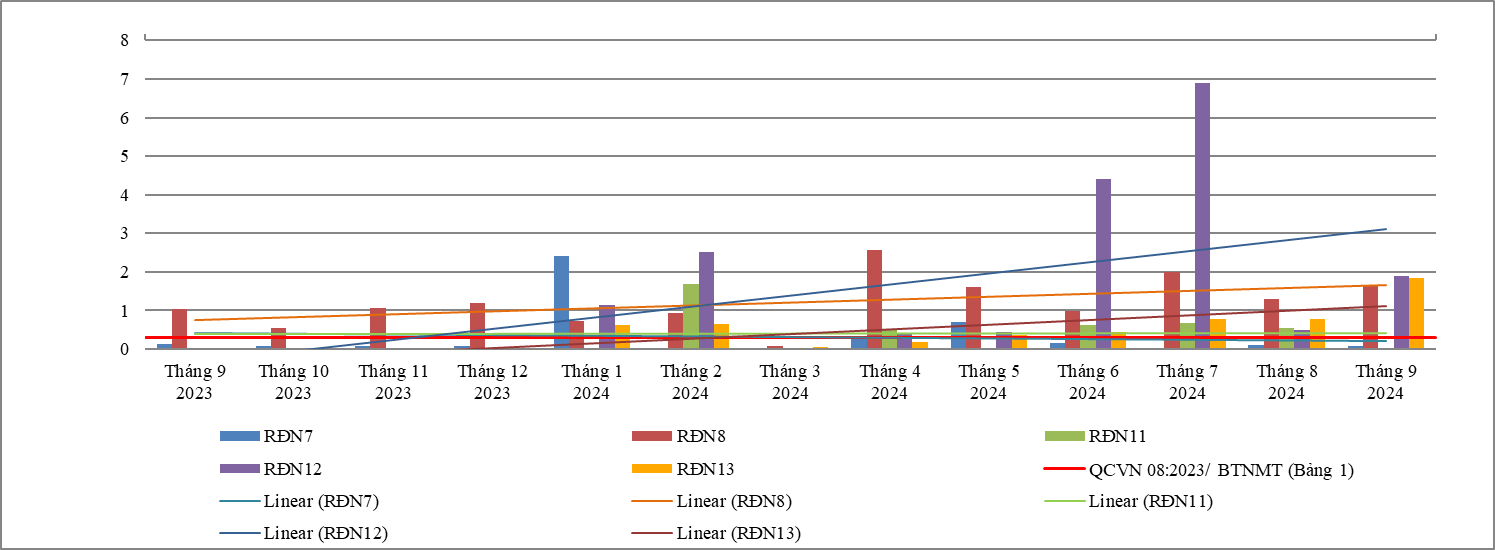 8
7
6
5
4
3
2
1
0
Tháng 9 Tháng 10 Tháng 11 Tháng 12 Tháng 1 Tháng 2 Tháng 3 Tháng 4 Tháng 5 Tháng 6 Tháng 7 Tháng 8 Tháng 9
2023 2023 2023 2023 2024 2024 2024 2024 2024 2024 2024 2024 2024
RĐN7 RĐN8 RĐN11
RĐN12 RĐN13 QCVN 08:2023/ BTNMT (Bảng 1)
Linear (RĐN7) Linear (RĐN8) Linear (RĐN11)
Linear (RĐN12) Linear (RĐN13)